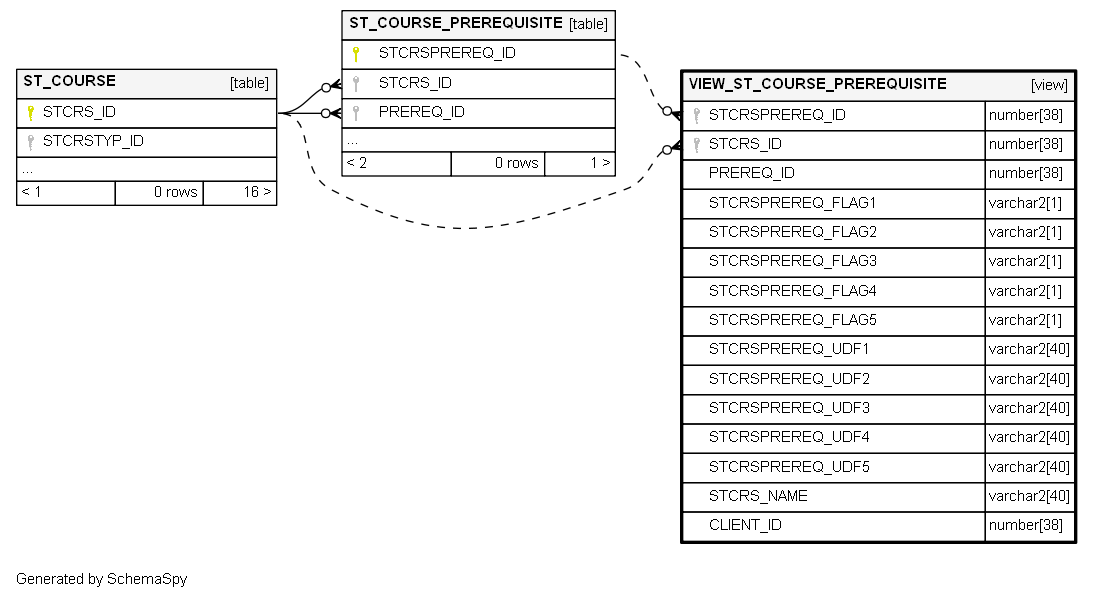 ST_COURSE_PREREQUISITE [table]
STCRSPREREQ_ID
STCRS_ID
PREREQ_ID
...
< 2 0 rows 1 >
ST_COURSE [table]
STCRS_ID
STCRSTYP_ID
...
< 1 0 rows 16 >
VIEW_ST_COURSE_PREREQUISITE [view]
STCRSPREREQ_ID number[38]
STCRS_ID number[38]
PREREQ_ID number[38]
STCRSPREREQ_FLAG1 varchar2[1]
STCRSPREREQ_FLAG2 varchar2[1]
STCRSPREREQ_FLAG3 varchar2[1]
STCRSPREREQ_FLAG4 varchar2[1]
STCRSPREREQ_FLAG5 varchar2[1]
STCRSPREREQ_UDF1 varchar2[40]
STCRSPREREQ_UDF2 varchar2[40]
STCRSPREREQ_UDF3 varchar2[40]
STCRSPREREQ_UDF4 varchar2[40]
STCRSPREREQ_UDF5 varchar2[40]
STCRS_NAME varchar2[40]
CLIENT_ID number[38]
Generated by SchemaSpy